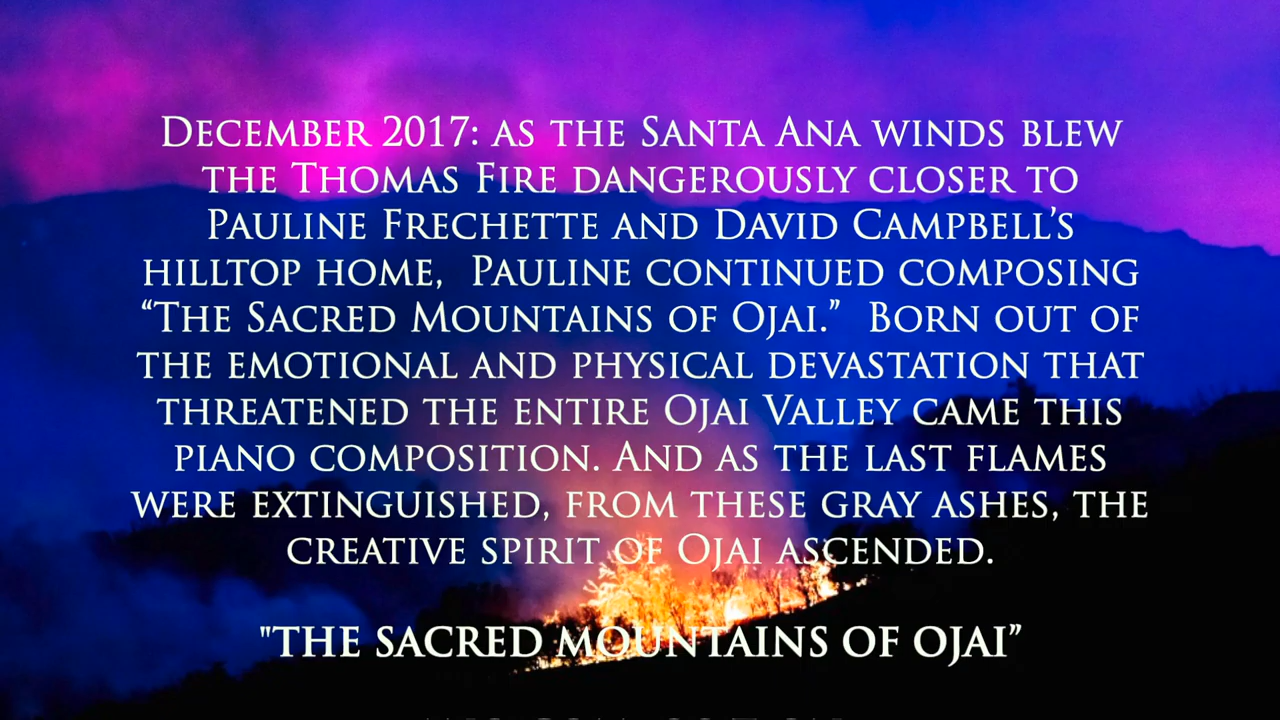 December 2017: as the Santa Ana winds blew
the Thomas Fire dangerously closer to
Pauline Frechette and David Campbell’s
hilltop home,  Pauline continued composing
“The Sacred Mountains of Ojai.”  Born out of
the emotional and physical devastation that
threatened the entire Ojai Valley came this
piano composition. And as the last flames
were extinguished, from these gray ashes, the
creative spirit of Ojai ascended.
"THE SACRED MOUNTAINS OF OJAI”